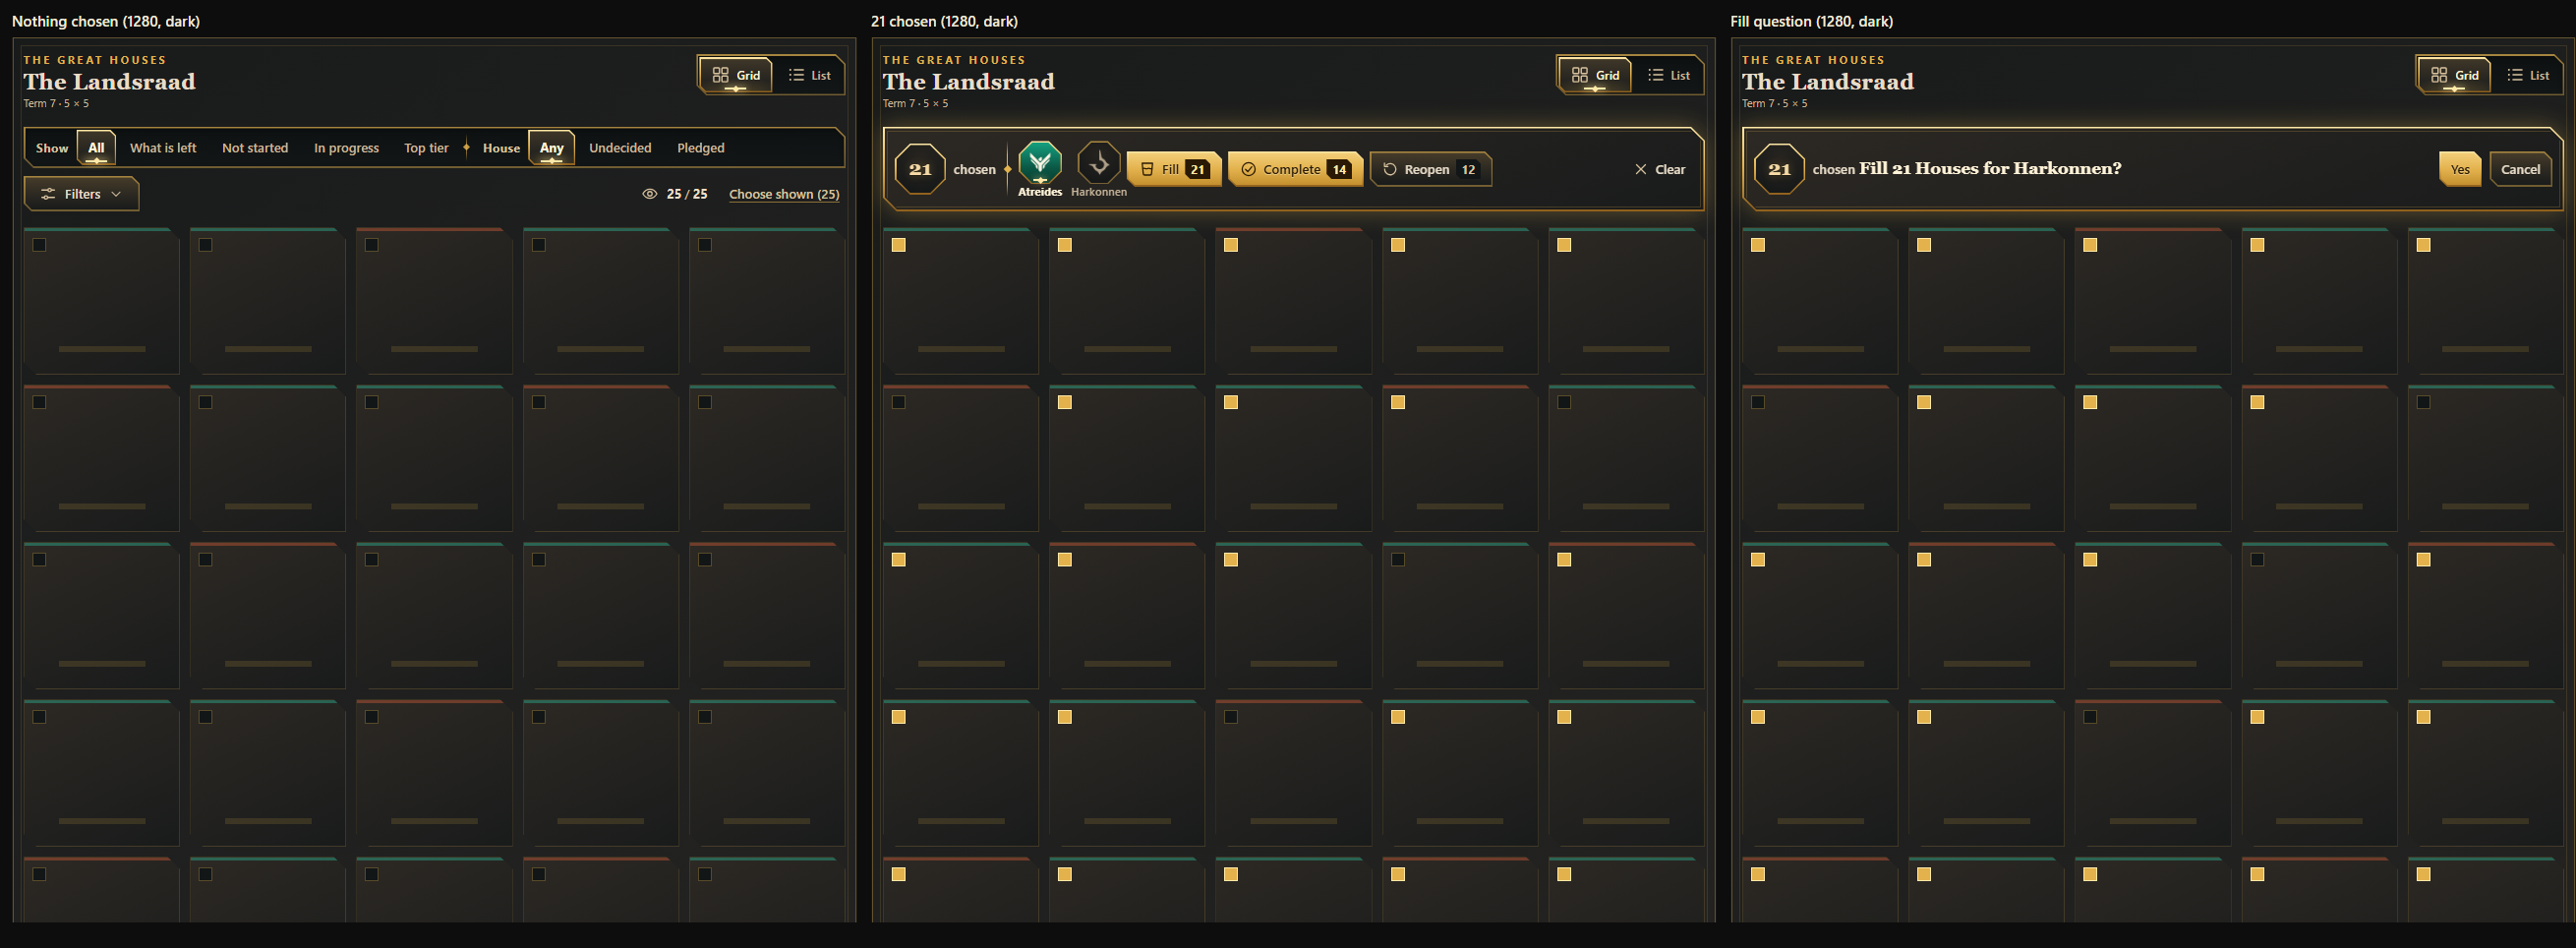 Nothing chosen (1280, dark)
THE GREAT HOUSES
The Landsraad
Term 7 · 5 × 5
Grid
List
Show All What is left Not started In progress Top tier House Any Undecided Pledged
Filters
25 / 25
Choose shown (25)
21 chosen (1280, dark)
THE GREAT HOUSES
The Landsraad
Term 7 · 5 × 5
Grid
List
21 chosen
Atreides
Harkonnen
Fill 21
Complete 14
Reopen 12
Clear
Fill question (1280, dark)
THE GREAT HOUSES
The Landsraad
Term 7 · 5 × 5
Grid
List
21 chosen Fill 21 Houses for Harkonnen?
Yes
Cancel